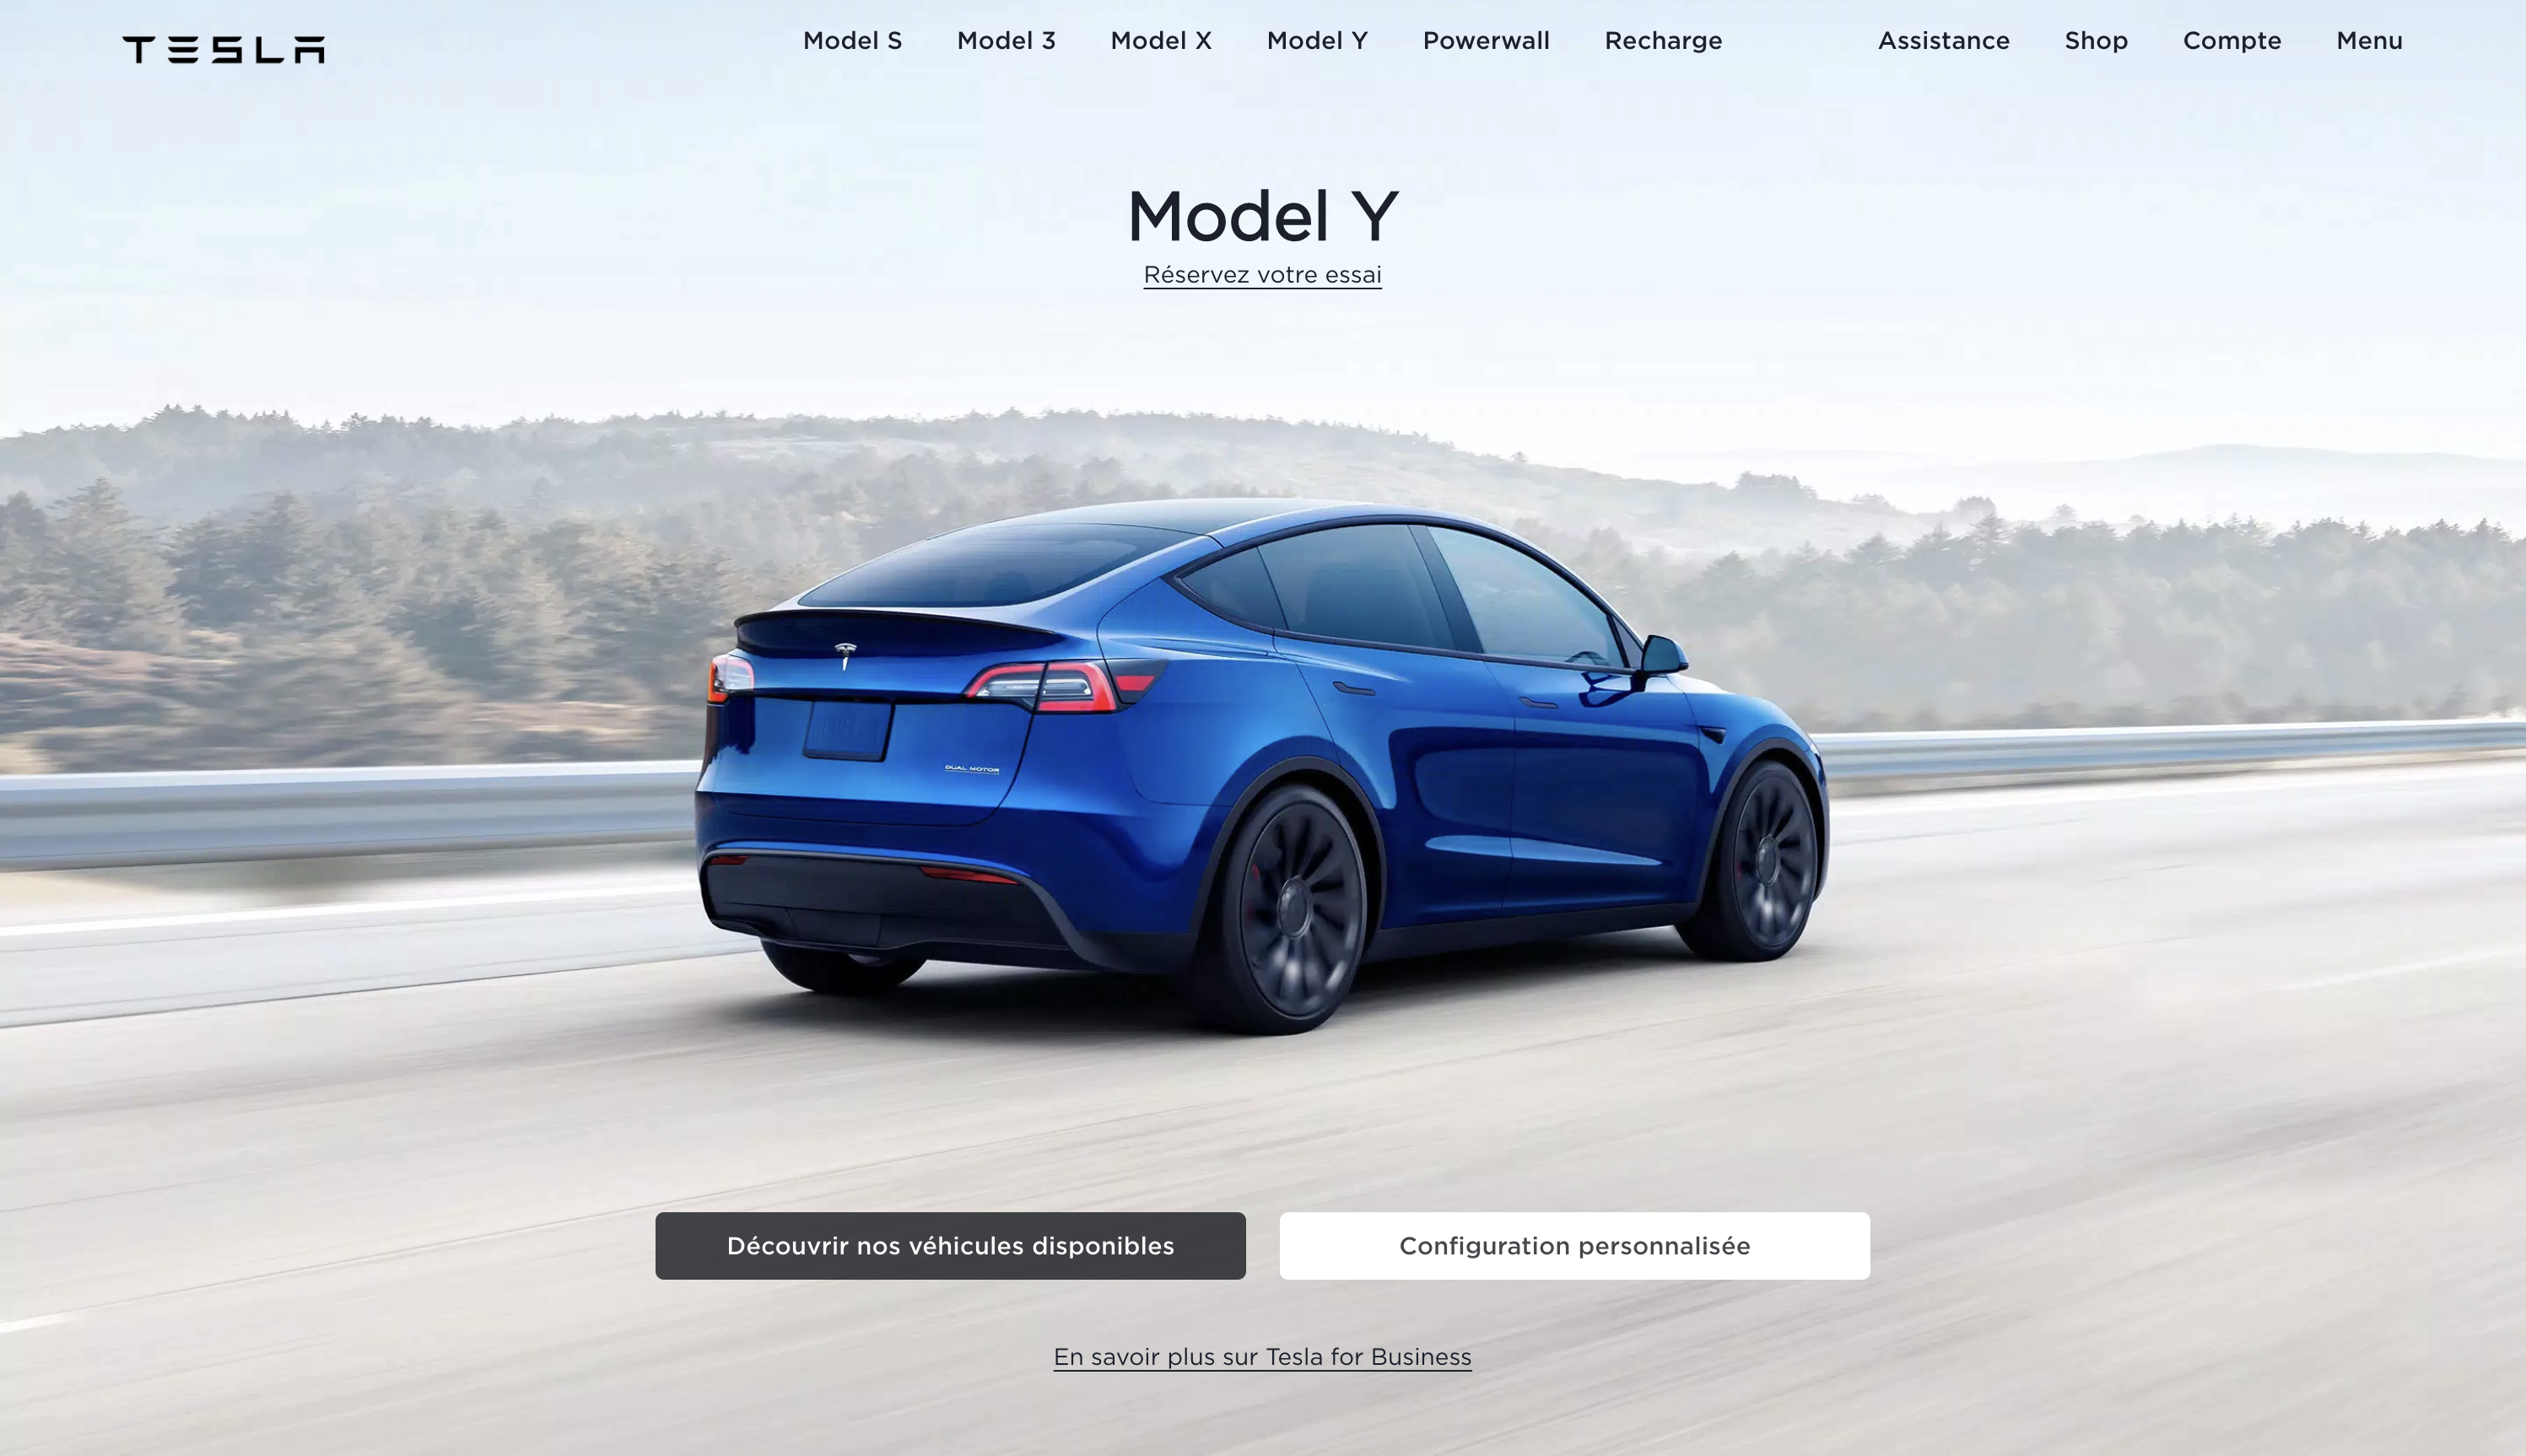 TESLA
Model S Model 3 Model X Model Y Powerwall Recharge Assistance Shop Compte Menu
Model Y
Réservez votre essai
DUAL MOTOR
Découvrir nos véhicules disponibles
Configuration personnalisée
En savoir plus sur Tesla for Business